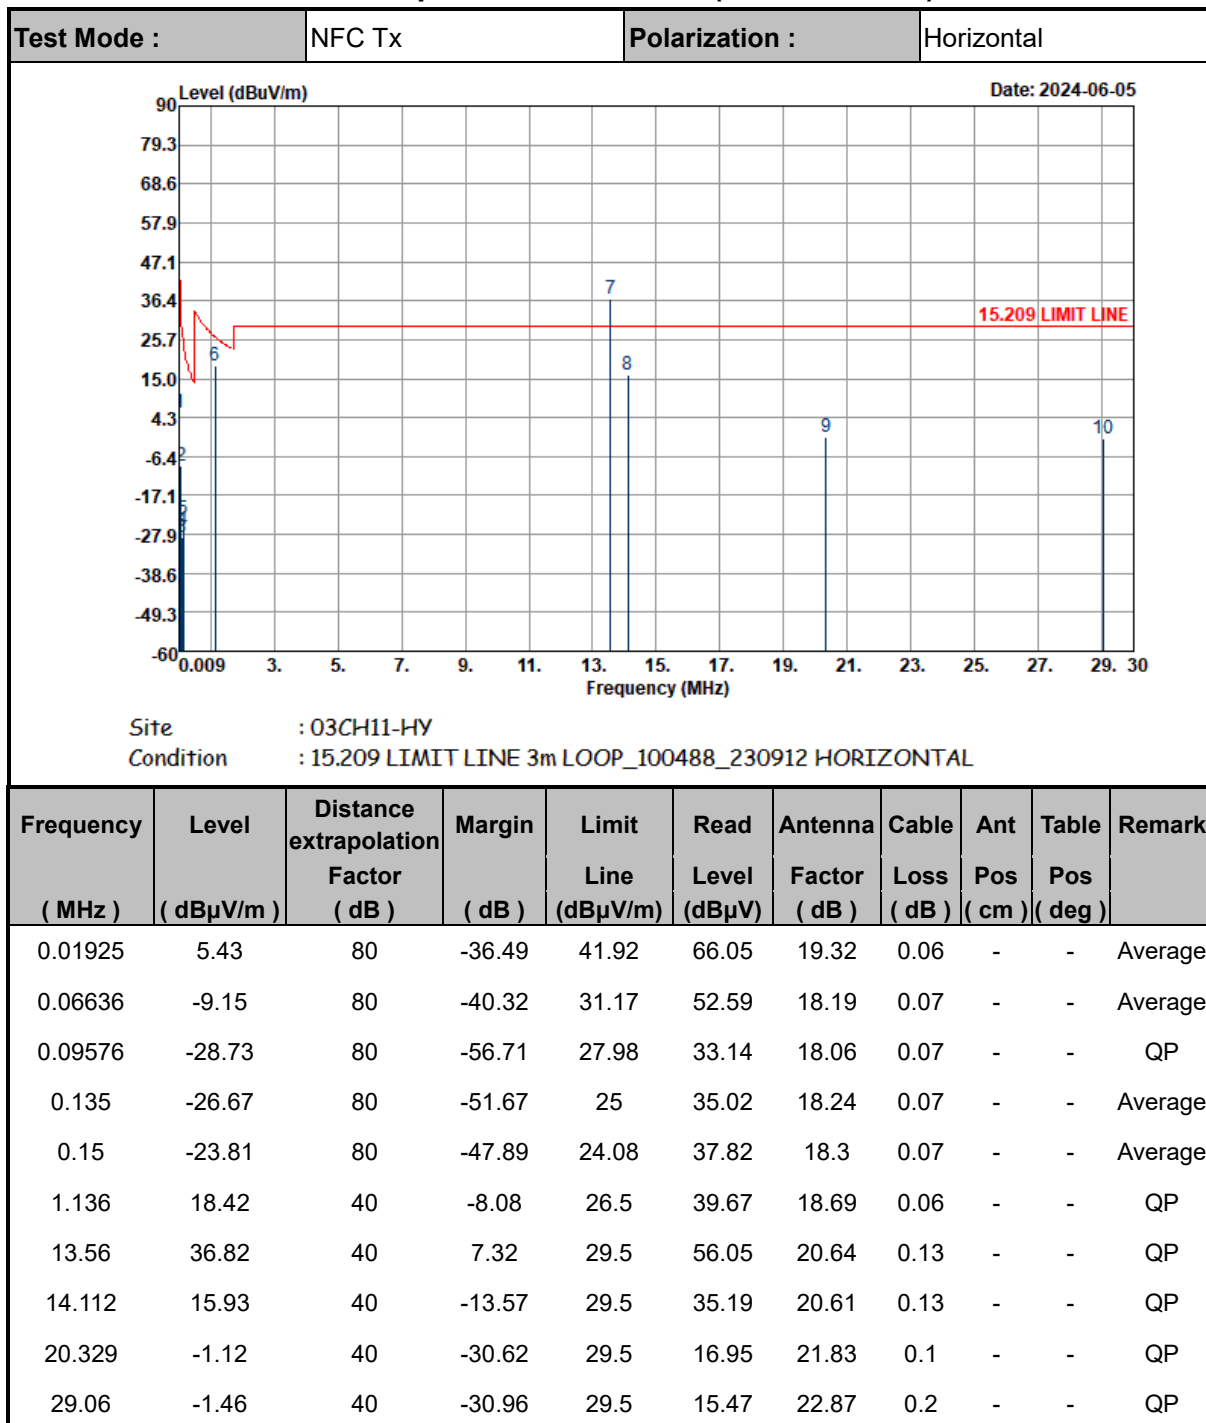 Test Mode : NFC Tx Polarization : Horizontal
Level (dBuV/m) Date: 2024-06-05
90
79.3
68.6
57.9
47.1
36.4
25.7
15.0
4.3
-6.4
-17.1
-27.9
-38.6
-49.3
-60
7
15.209 LIMIT LINE
6
8
9
10
2
5
0.009 3. 5. 7. 9. 11. 13. 15. 17. 19. 21. 23. 25. 27. 29. 30
Frequency (MHz)
Site : 03CH11-HY
Condition : 15.209 LIMIT LINE 3m LOOP_100488_230912 HORIZONTAL
Frequency Level Distance extrapolation Margin Limit Read Antenna Cable Ant Table Remark
Factor Line Level Factor Loss Pos Pos
( MHz ) ( dBµV/m ) ( dB ) ( dB ) (dBµV/m) (dBµV) ( dB ) ( dB ) ( cm ) ( deg )
0.01925 5.43 80 -36.49 41.92 66.05 19.32 0.06 - - Average
0.06636 -9.15 80 -40.32 31.17 52.59 18.19 0.07 - - Average
0.09576 -28.73 80 -56.71 27.98 33.14 18.06 0.07 - - QP
0.135 -26.67 80 -51.67 25 35.02 18.24 0.07 - - Average
0.15 -23.81 80 -47.89 24.08 37.82 18.3 0.07 - - Average
1.136 18.42 40 -8.08 26.5 39.67 18.69 0.06 - - QP
13.56 36.82 40 7.32 29.5 56.05 20.64 0.13 - - QP
14.112 15.93 40 -13.57 29.5 35.19 20.61 0.13 - - QP
20.329 -1.12 40 -30.62 29.5 16.95 21.83 0.1 - - QP
29.06 -1.46 40 -30.96 29.5 15.47 22.87 0.2 - - QP